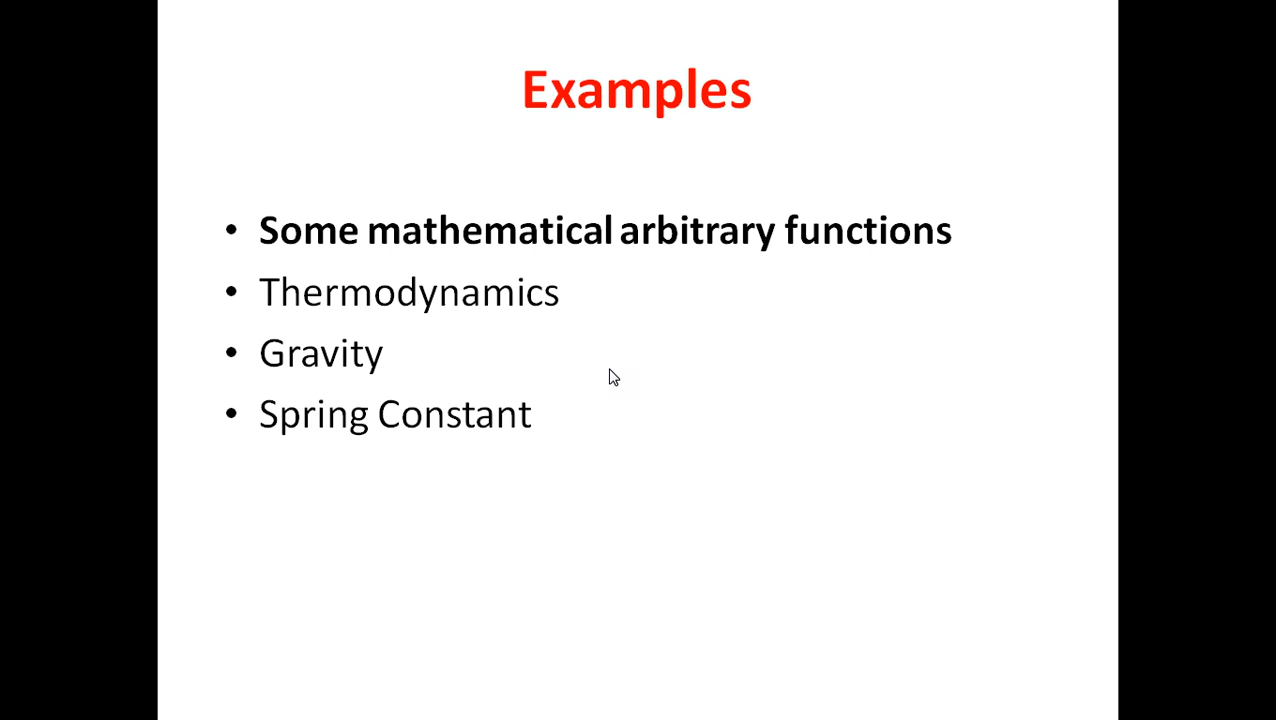 Examples
• Some mathematical arbitrary functions
• Thermodynamics
• Gravity
• Spring Constant